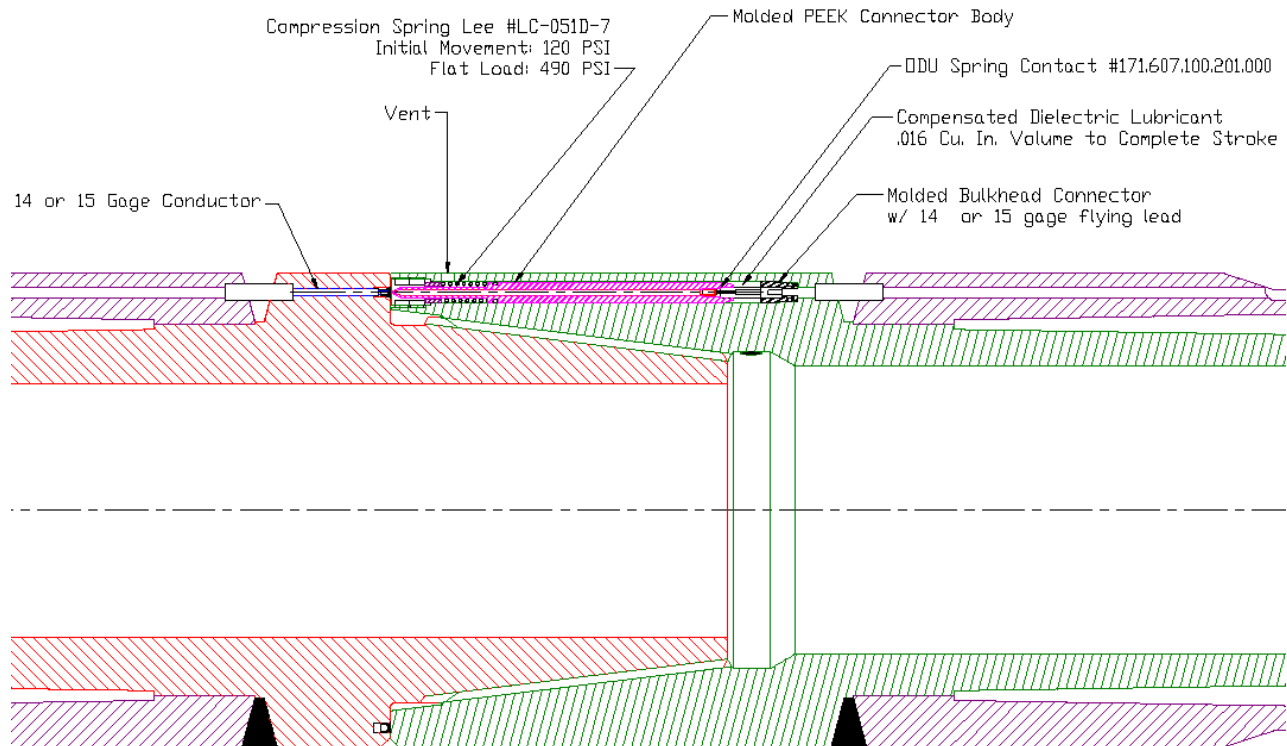 Compression Spring Lee #LC-051D-7
Initial Movement: 120 PSI
Flat Load: 490 PSI
Molded PEEK Connector Body
ODU Spring Contact #171.607.100.201.000
Vent
Compensated Dielectric Lubricant
.016 Cu. In. Volume to Complete Stroke
14 or 15 Gage Conductor
Molded Bulkhead Connector
w/ 14 or 15 gage flying lead